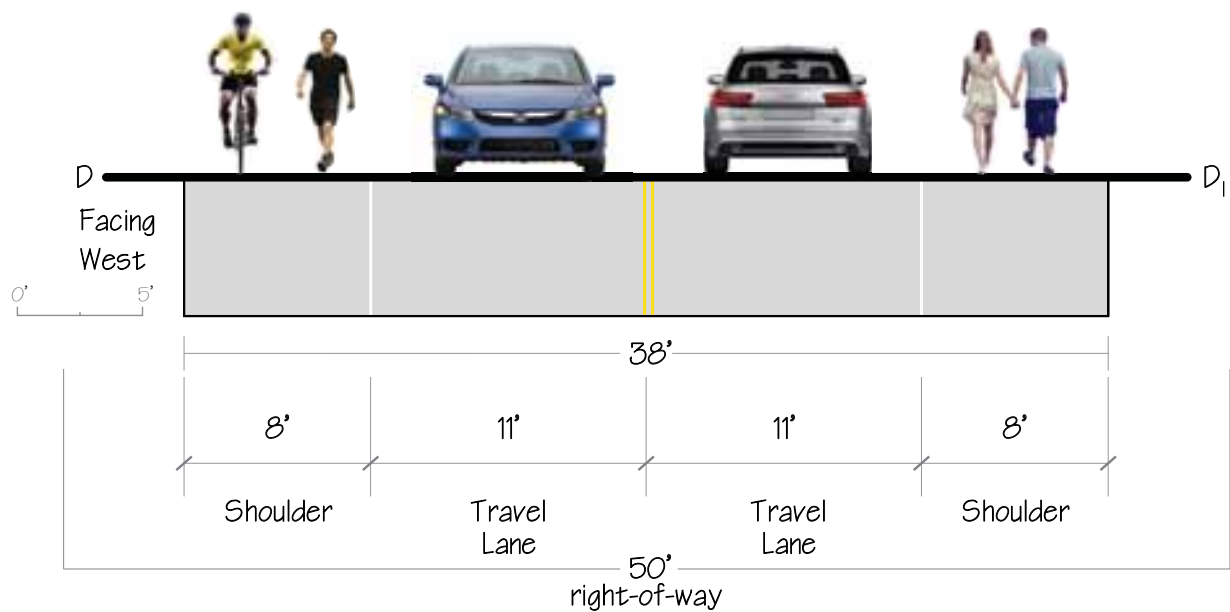 D
D1
Facing
West
0' 5'
38'
8' 11' 11' 8'
Shoulder Travel Lane Travel Lane Shoulder
50'
right-of-way